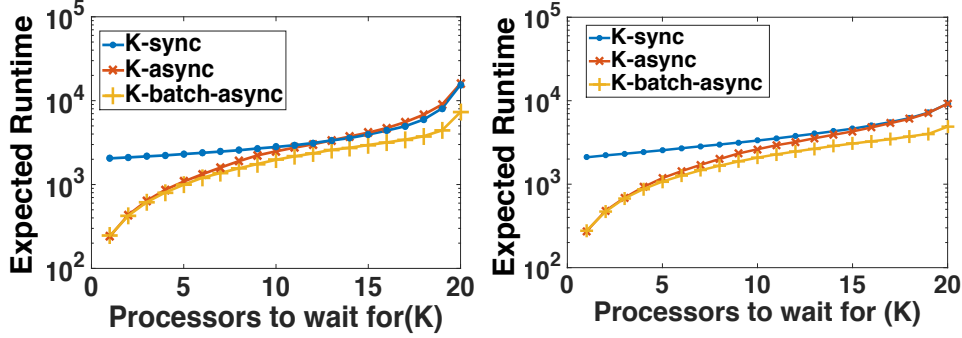 Expected Runtime
10^5
10^4
10^3
10^2
K-sync
K-async
K-batch-async
0 5 10 15 20
Processors to wait for(K)
Expected Runtime
10^5
10^4
10^3
10^2
K-sync
K-async
K-batch-async
0 5 10 15 20
Processors to wait for (K)